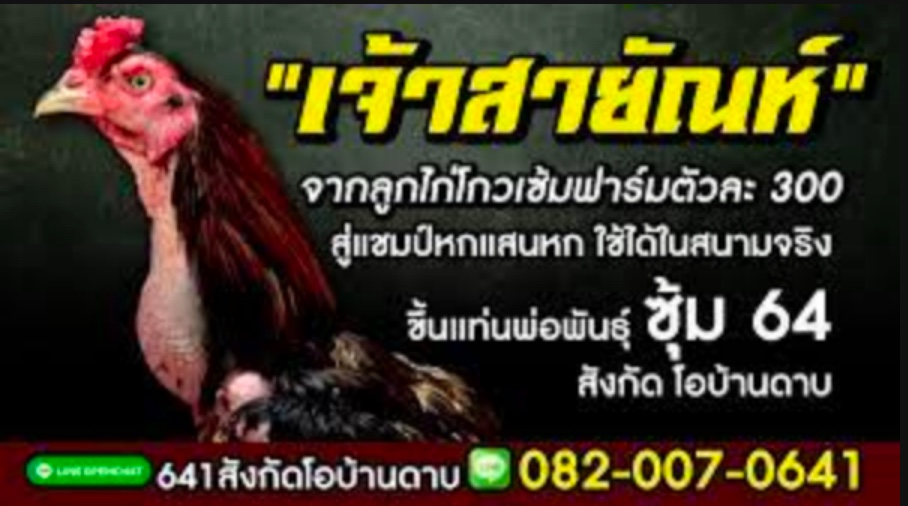 "เจ้าสายัณห์"
จากลูกไก่โกวเซ้มฟาร์มตัวละ 300
สู่แชมป์หกแสนหก ใช้ได้ในสนามจริง
ขึ้นแท่นพ่อพันธุ์ ซุ้ม 64
สังกัด โอบ้านดาบ
LINE OPENCHAT 641สังกัดโอบ้านดาบ LINE 082-007-0641